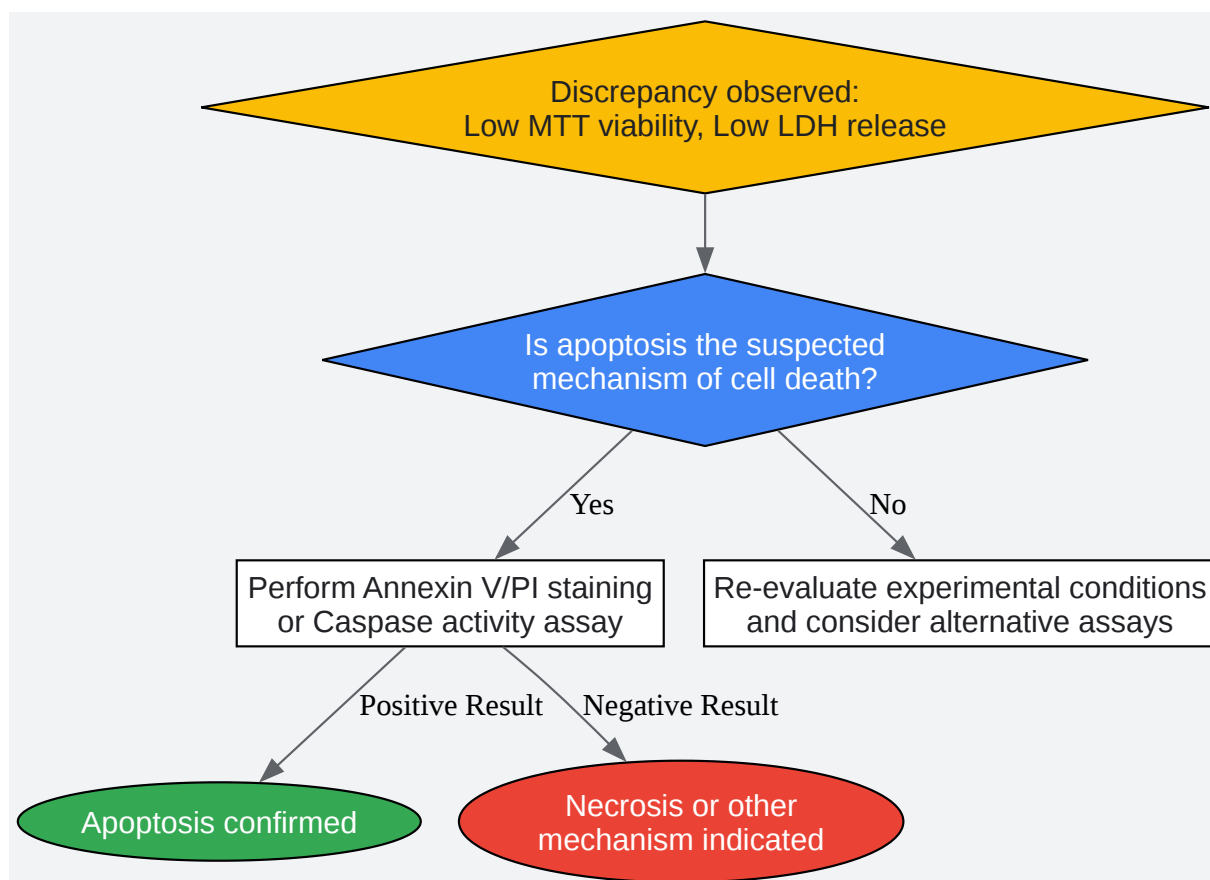 Discrepancy observed:
Low MTT viability, Low LDH release
Is apoptosis the suspected
mechanism of cell death?
Yes
No
Perform Annexin V/PI staining
or Caspase activity assay
Re-evaluate experimental conditions
and consider alternative assays
Positive Result
Negative Result
Apoptosis confirmed
Necrosis or other
mechanism indicated